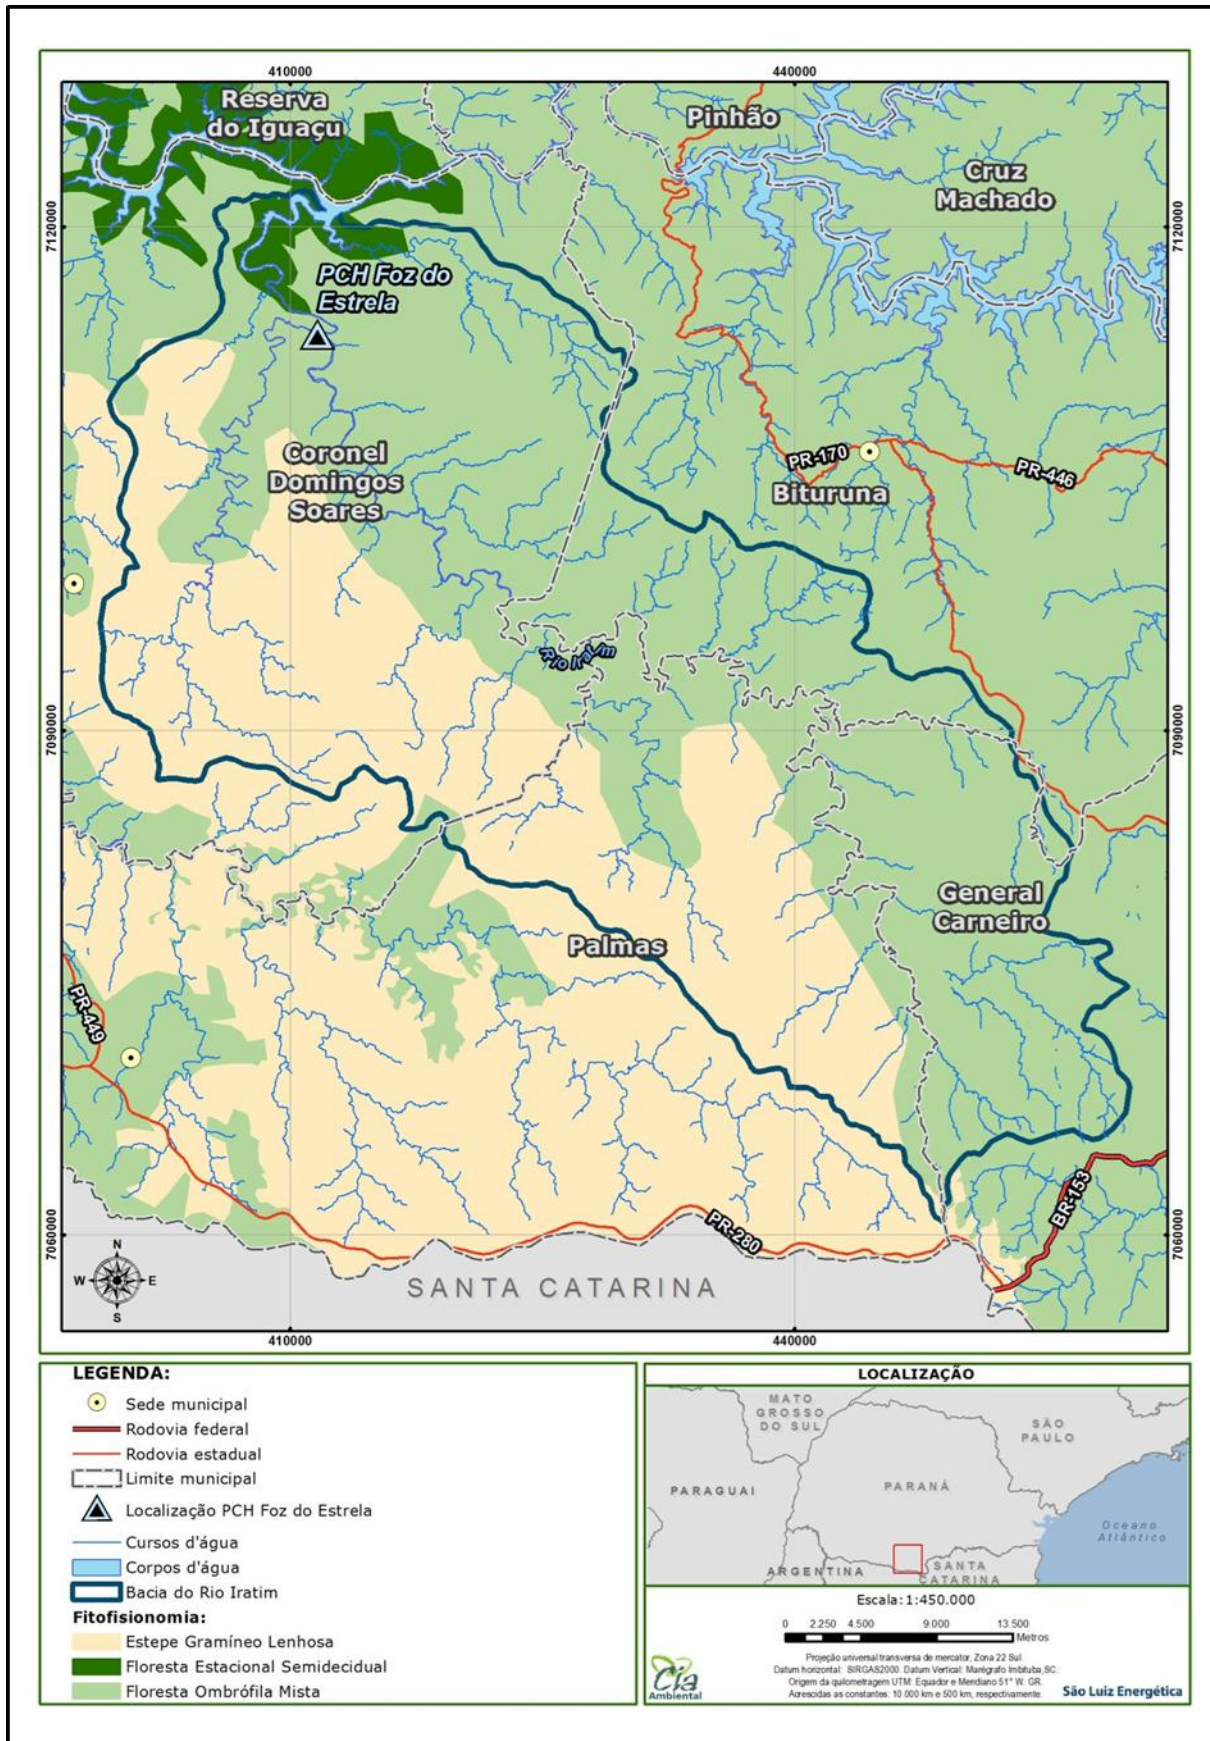 410000
440000
Reserva
do Iguaçu
Pinhão
Cruz
Machado
7120000
7120000
PCH Foz do
Estrela
Coronel
Domingos
Soares
PR-170
PR-446
Bituruna
Rio Iratim
7090000
7090000
General
Carneiro
Palmas
PR-449
BR-153
PR-280
7060000
7060000
N
W
E
S
SANTA CATARINA
410000
440000
LEGENDA:
Sede municipal
Rodovia federal
Rodovia estadual
Limite municipal
Localização PCH Foz do Estrela
Cursos d'água
Corpos d'água
Bacia do Rio Iratim
Fitofisionomia:
Estepe Gramíneo Lenhosa
Floresta Estacional Semidecidual
Floresta Ombrófila Mista
LOCALIZAÇÃO
MATO
GROSSO
DO SUL
SÃO
PAULO
PARAGUAI
PARANÁ
Oceano
Atlântico
ARGENTINA
SANTA
CATARINA
Escala: 1:450.000
0 2.250 4.500 9.000 13.500
Metros
Projeção universal transversa de mercator, Zona 22 Sul.
Datum horizontal: SIRGAS2000. Datum Vertical: Marégrafo Imbituba, SC.
Origem da quilometragem UTM: Equador e Meridiano 51° W. GR.
Acrescidas as constantes: 10.000 km e 500 km, respectivamente.
Cia
Ambiental
São Luiz Energética